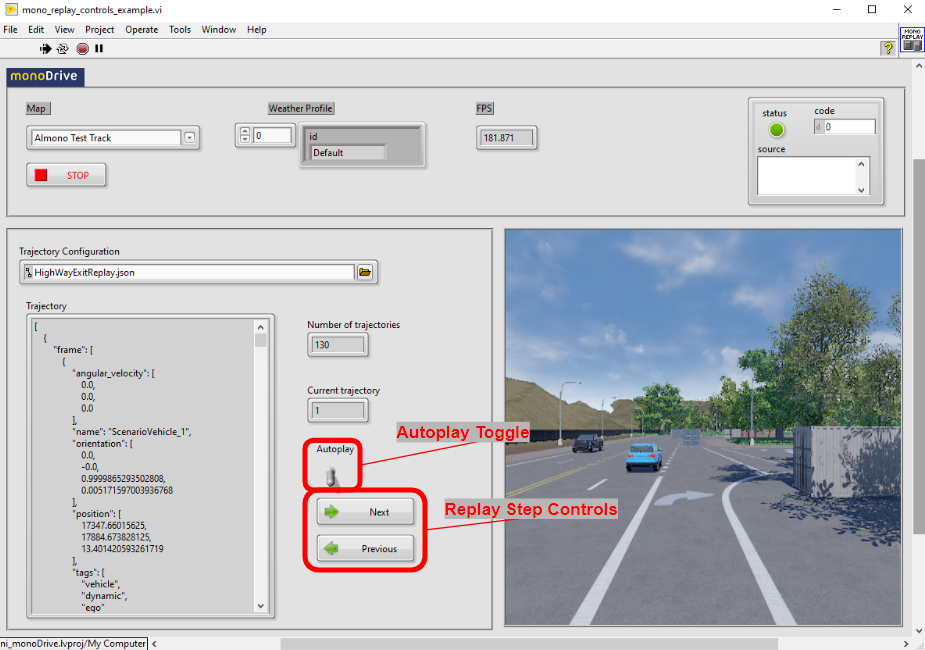 mono_replay_controls_example.vi
File Edit View Project Operate Tools Window Help
MONO
REPLAY
?
monoDrive
Map
Weather Profile
FPS
Almono Test Track
0
id
Default
181.871
STOP
status
code
d 0
source
Trajectory Configuration
HighWayExitReplay.json
Trajectory
[
{
"frame": [
{
"angular_velocity": [
0.0,
0.0,
0.0
],
"name": "ScenarioVehicle_1",
"orientation": [
0.0,
-0.0,
0.9999865293502808,
0.005171597003936768
],
"position": [
17347.66015625,
17884.673828125,
13.401420593261719
],
"tags": [
"vehicle",
"dynamic",
"ego"
Number of trajectories
130
Current trajectory
1
Autoplay
Next
Previous
Autoplay Toggle
Replay Step Controls
ni_monoDrive.lvproj/My Computer